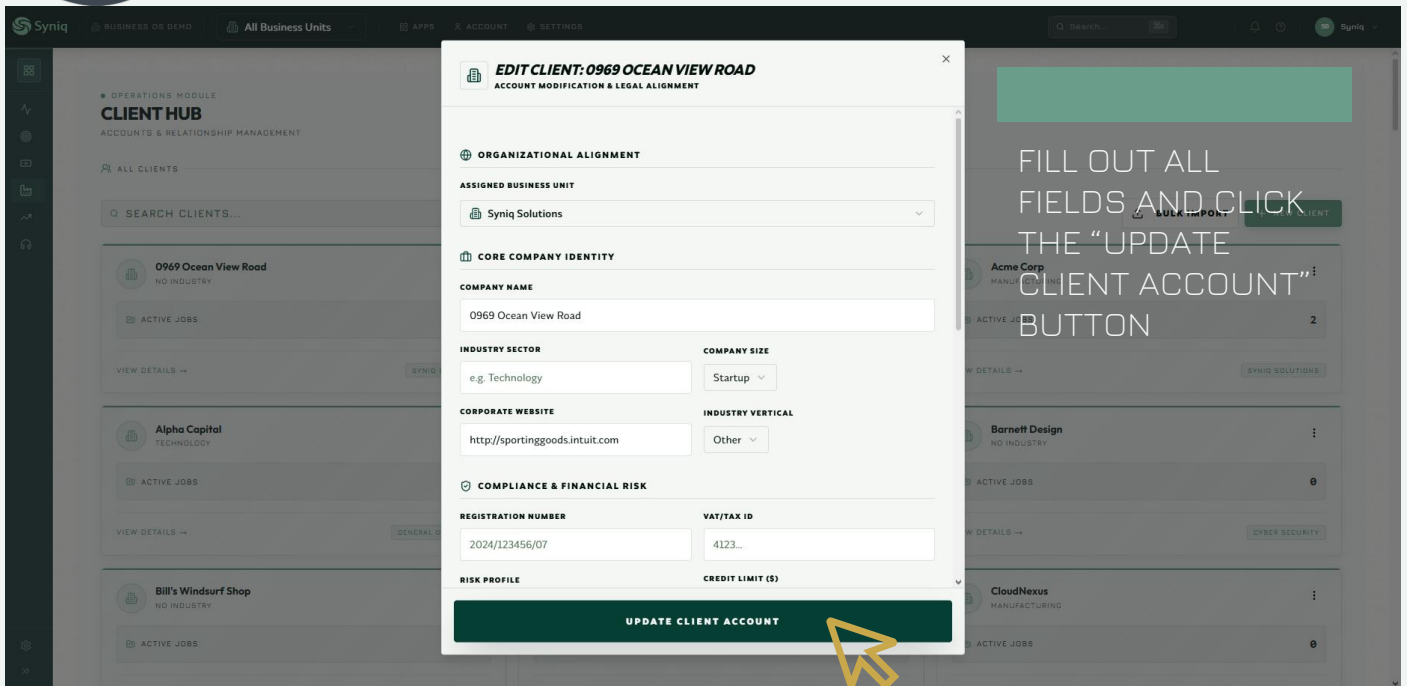 Syniq
BUSINESS OS DEMO
All Business Units
APPS
ACCOUNT
SETTINGS
Search...
Syniq
OPERATIONS MODULE
CLIENT HUB
ACCOUNTS & RELATIONSHIP MANAGEMENT
ALL CLIENTS
SEARCH CLIENTS...
BULK IMPORT
+ NEW CLIENT
0969 Ocean View Road
NO INDUSTRY
ACTIVE JOBS
VIEW DETAILS →
Alpha Capital
TECHNOLOGY
ACTIVE JOBS
VIEW DETAILS →
Bill's Windsurf Shop
NO INDUSTRY
ACTIVE JOBS
EDIT CLIENT: 0969 OCEAN VIEW ROAD
ACCOUNT MODIFICATION & LEGAL ALIGNMENT
ORGANIZATIONAL ALIGNMENT
ASSIGNED BUSINESS UNIT
Syniq Solutions
CORE COMPANY IDENTITY
COMPANY NAME
0969 Ocean View Road
INDUSTRY SECTOR
COMPANY SIZE
e.g. Technology
Startup
CORPORATE WEBSITE
INDUSTRY VERTICAL
http://sportinggoods.intuit.com
Other
COMPLIANCE & FINANCIAL RISK
REGISTRATION NUMBER
VAT/TAX ID
2024/123456/07
4123...
RISK PROFILE
CREDIT LIMIT ($)
UPDATE CLIENT ACCOUNT
FILL OUT ALL
FIELDS AND CLICK
THE “UPDATE
CLIENT ACCOUNT”
BUTTON
Acme Corp
MANUFACTURING
ACTIVE JOBS
2
DETAILS →
SYNIQ SOLUTIONS
Barnett Design
NO INDUSTRY
ACTIVE JOBS
0
DETAILS →
CYBER SECURITY
CloudNexus
MANUFACTURING
ACTIVE JOBS
0